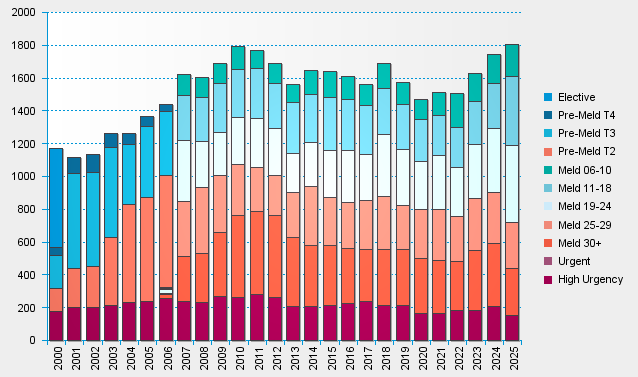 2000
1800
1600
1400
1200
1000
800
600
400
200
0
2000 2001 2002 2003 2004 2005 2006 2007 2008 2009 2010 2011 2012 2013 2014 2015 2016 2017 2018 2019 2020 2021 2022 2023 2024 2025
Elective
Pre-Meld T4
Pre-Meld T3
Pre-Meld T2
Meld 06-10
Meld 11-18
Meld 19-24
Meld 25-29
Meld 30+
Urgent
High Urgency